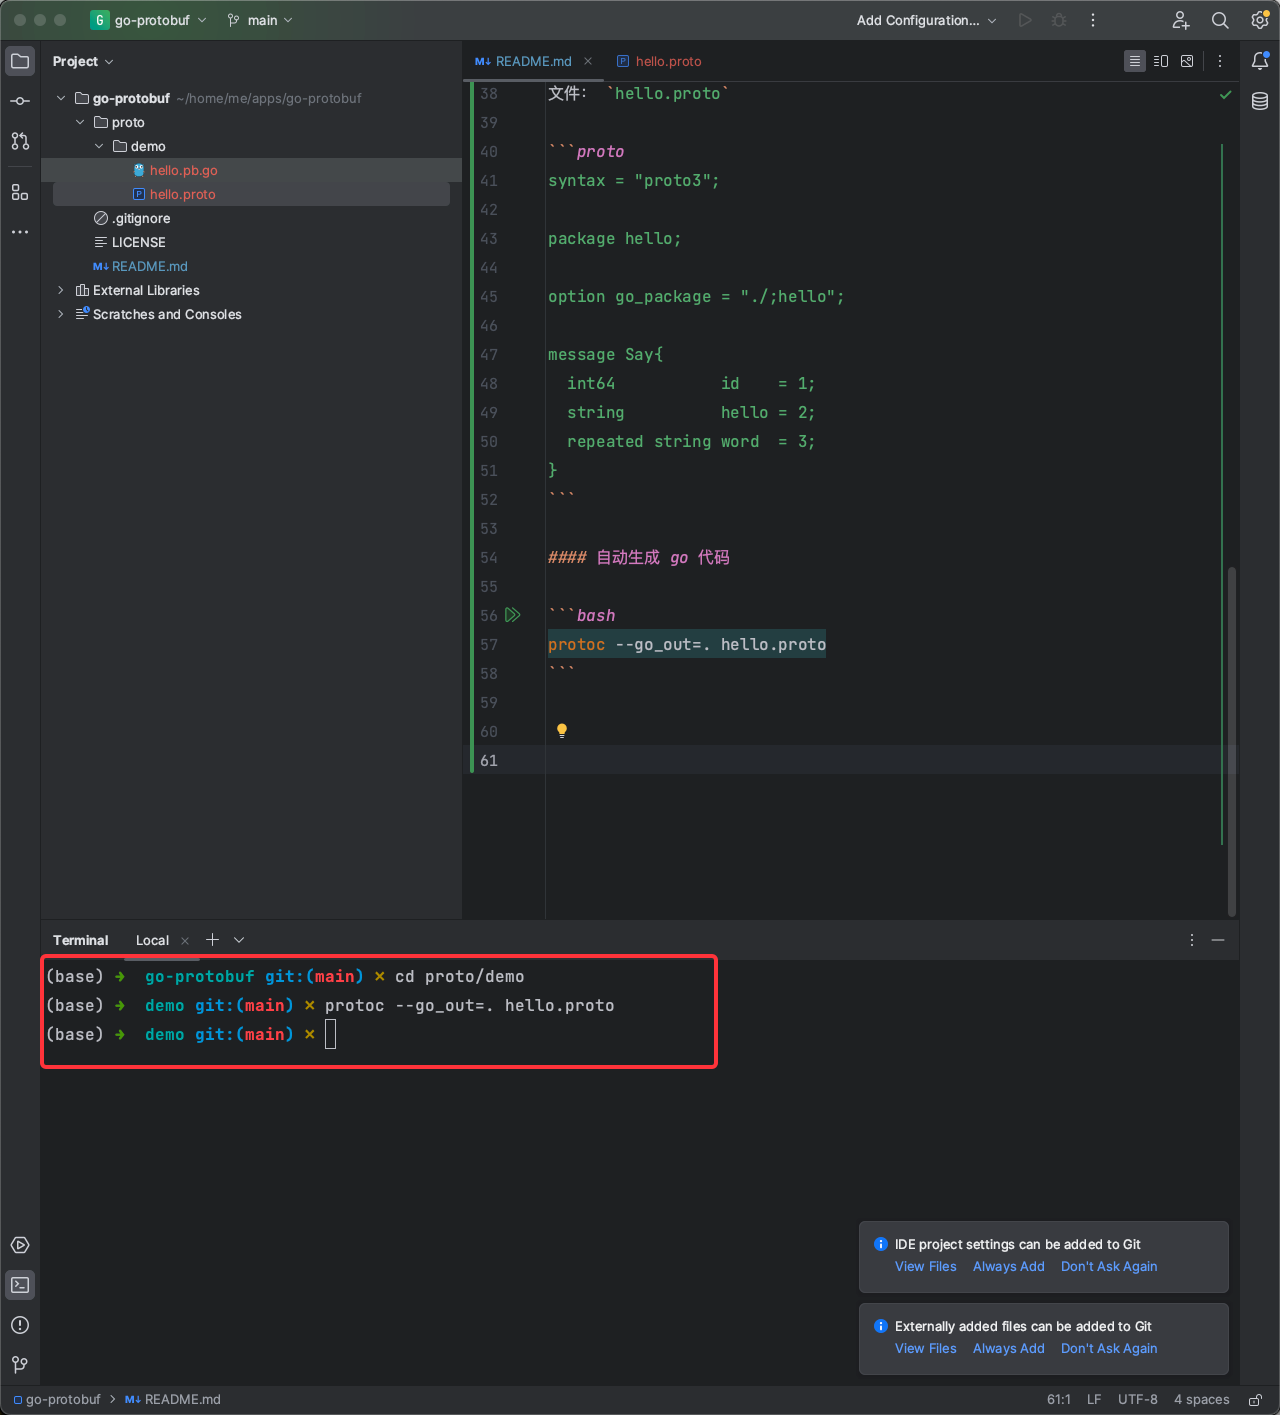 G go-protobuf main Add Configuration...
Project
go-protobuf ~/home/me/apps/go-protobuf
proto
demo
hello.pb.go
P hello.proto
.gitignore
LICENSE
M↓ README.md
External Libraries
Scratches and Consoles
M↓ README.md × P hello.proto
38 文件： `hello.proto`
39
40 ```proto
41 syntax = "proto3";
42
43 package hello;
44
45 option go_package = "./;hello";
46
47 message Say{
48   int64           id    = 1;
49   string          hello = 2;
50   repeated string word  = 3;
51 }
52 ```
53
54 #### 自动生成 go 代码
55
56 ```bash
57 protoc --go_out=. hello.proto
58 ```
59
60
61
Terminal Local ×
(base) ➜ go-protobuf git:(main) × cd proto/demo
(base) ➜ demo git:(main) × protoc --go_out=. hello.proto
(base) ➜ demo git:(main) ×
IDE project settings can be added to Git
View Files Always Add Don't Ask Again
Externally added files can be added to Git
View Files Always Add Don't Ask Again
go-protobuf > M↓ README.md 61:1 LF UTF-8 4 spaces